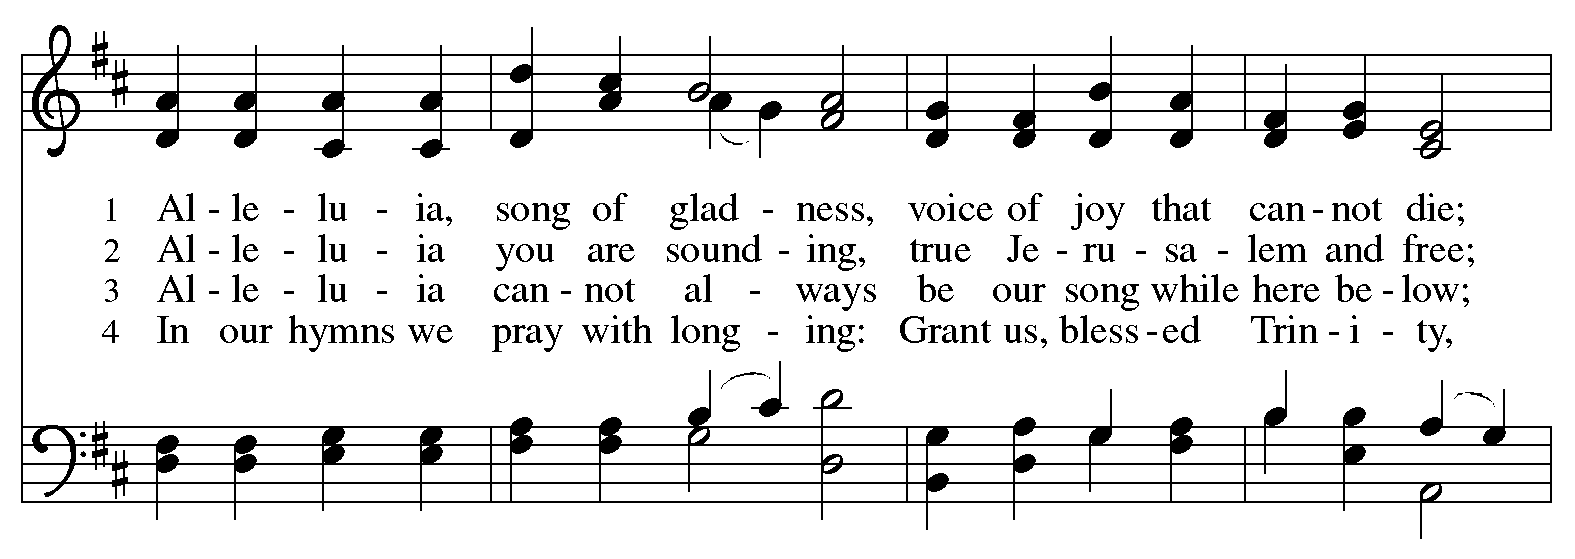 1 Al - le - lu - ia, song of glad - ness, voice of joy that can - not die;
2 Al - le - lu - ia you are sound - ing, true Je - ru - sa - lem and free;
3 Al - le - lu - ia can - not al - ways be our song while here be - low;
4 In our hymns we pray with long - ing: Grant us, bless - ed Trin - i - ty,